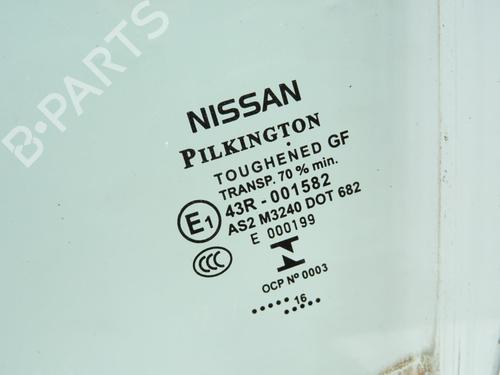 B-PARTS
NISSAN
PILKINGTON
TOUGHENED GF
TRANSP. 70 % min.
43R - 001582
AS2 M3240 DOT 682
E 000199
E1
CCC
OCP Nº 0003
..... 16 .....